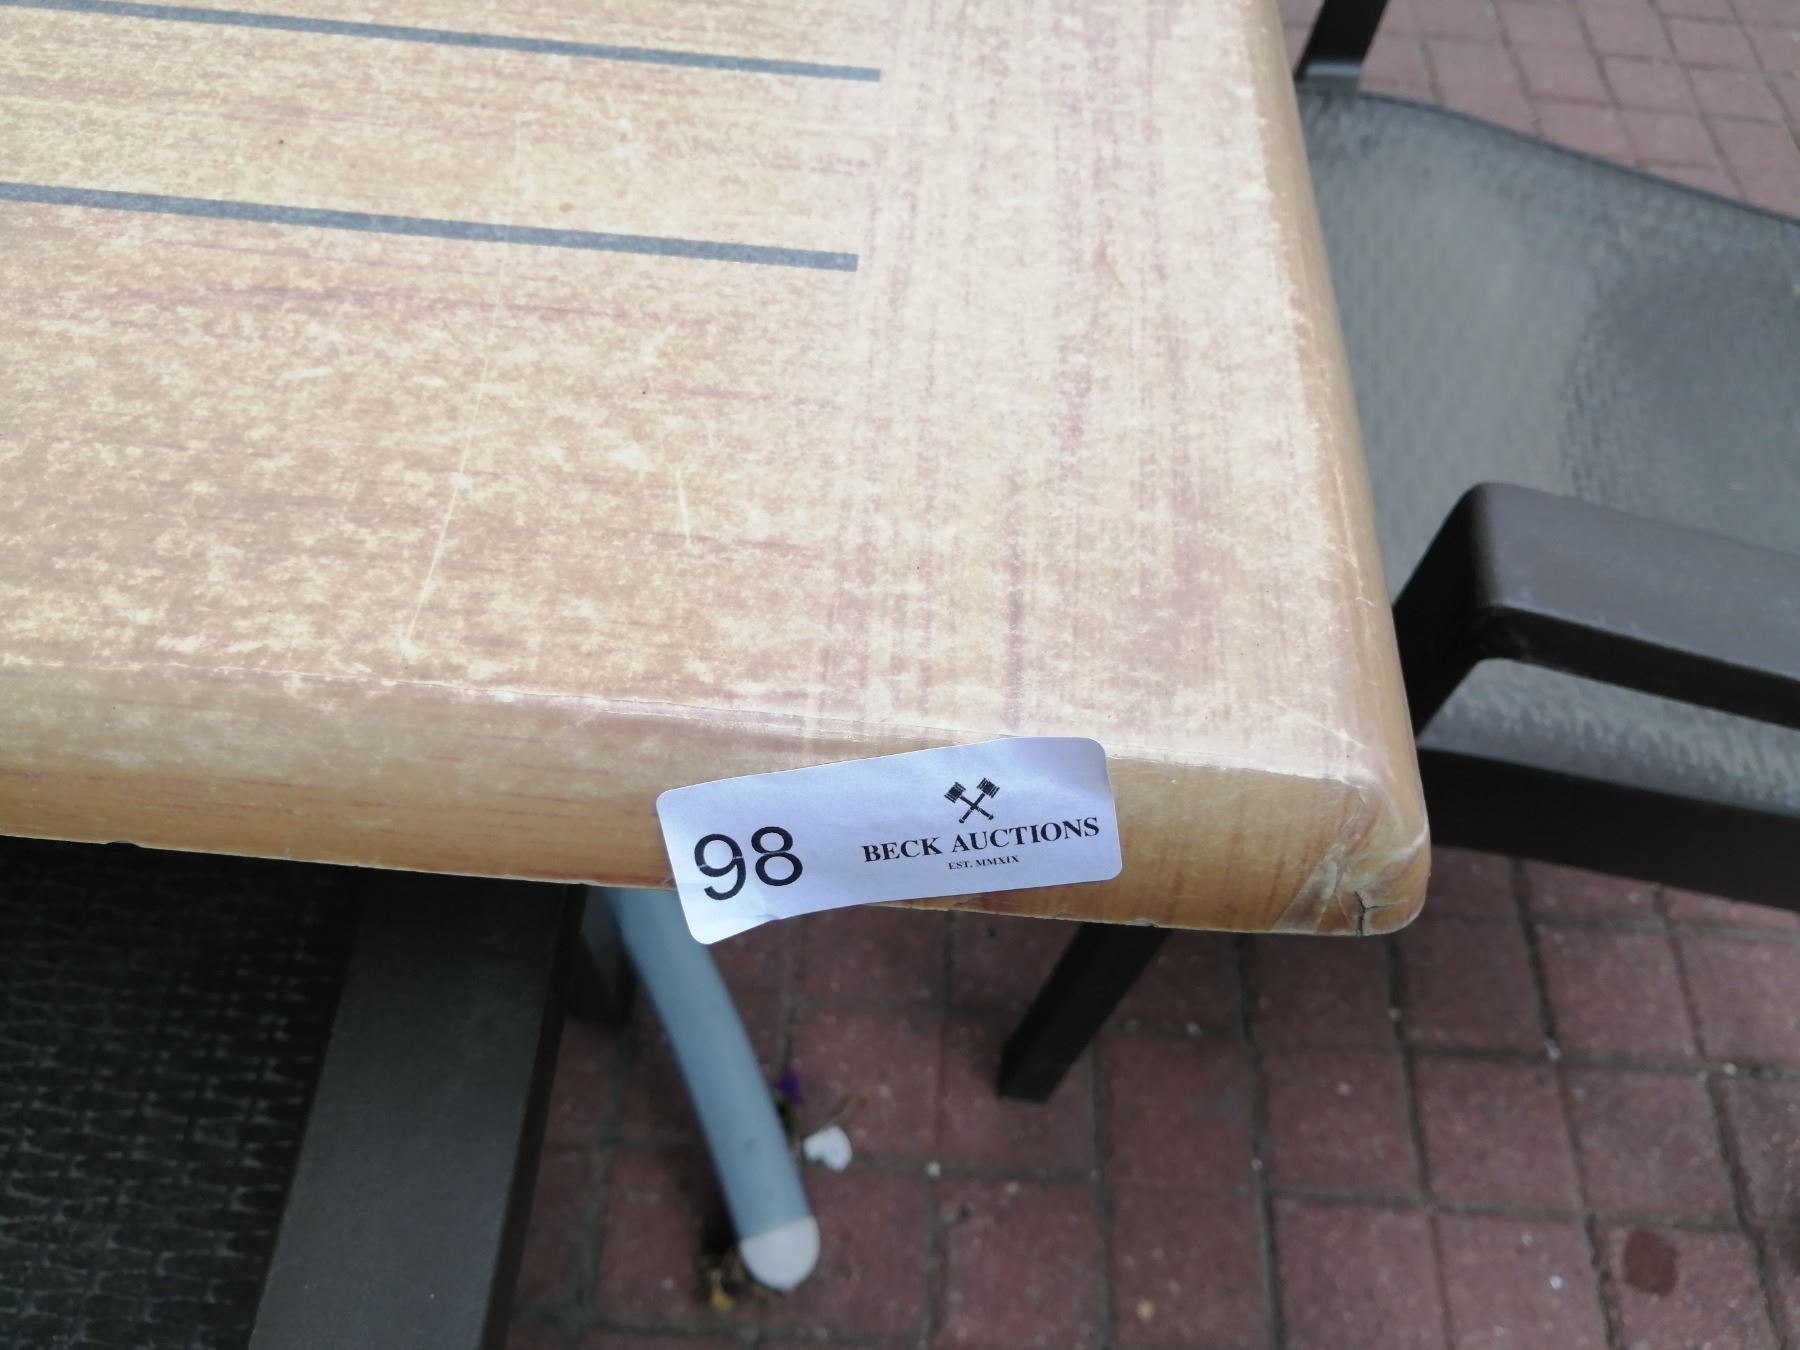 98
BECK AUCTIONS
EST. MMXIX